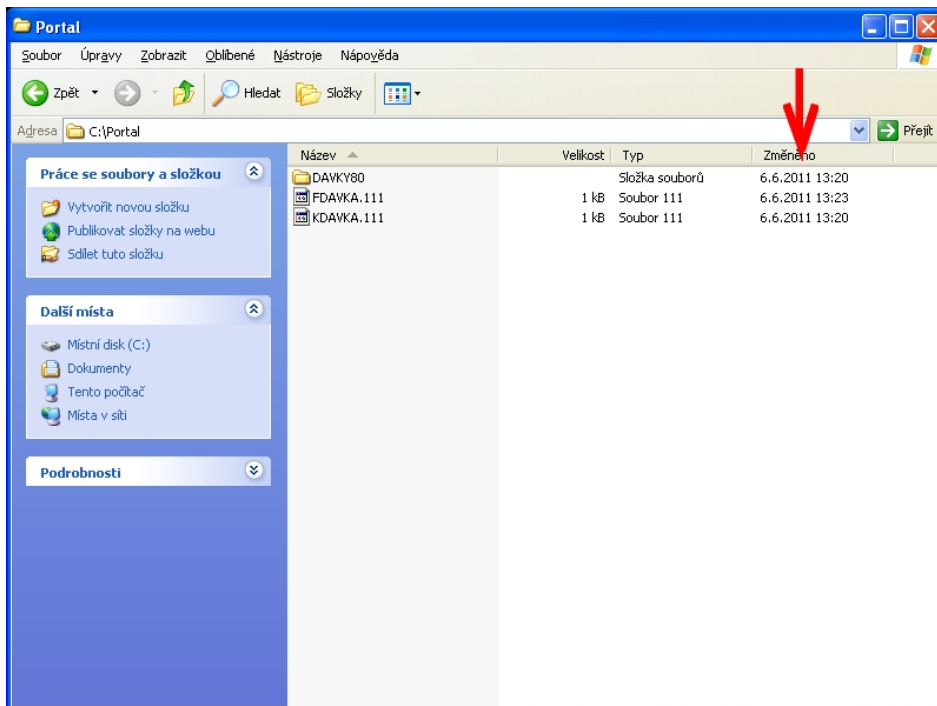 Portal
Soubor Úpravy Zobrazit Oblíbené Nástroje Nápověda
Zpět Hledat Složky
Adresa C:\Portal Přejít
Název Velikost Typ Změněno
Práce se soubory a složkou
Vytvořit novou složku
Publikovat složky na webu
Sdílet tuto složku
Další místa
Místní disk (C:)
Dokumenty
Tento počítač
Místa v síti
Podrobnosti
DAVKY80 Složka souborů 6.6.2011 13:20
FDAVKA.111 1 kB Soubor 111 6.6.2011 13:23
KDAVKA.111 1 kB Soubor 111 6.6.2011 13:20